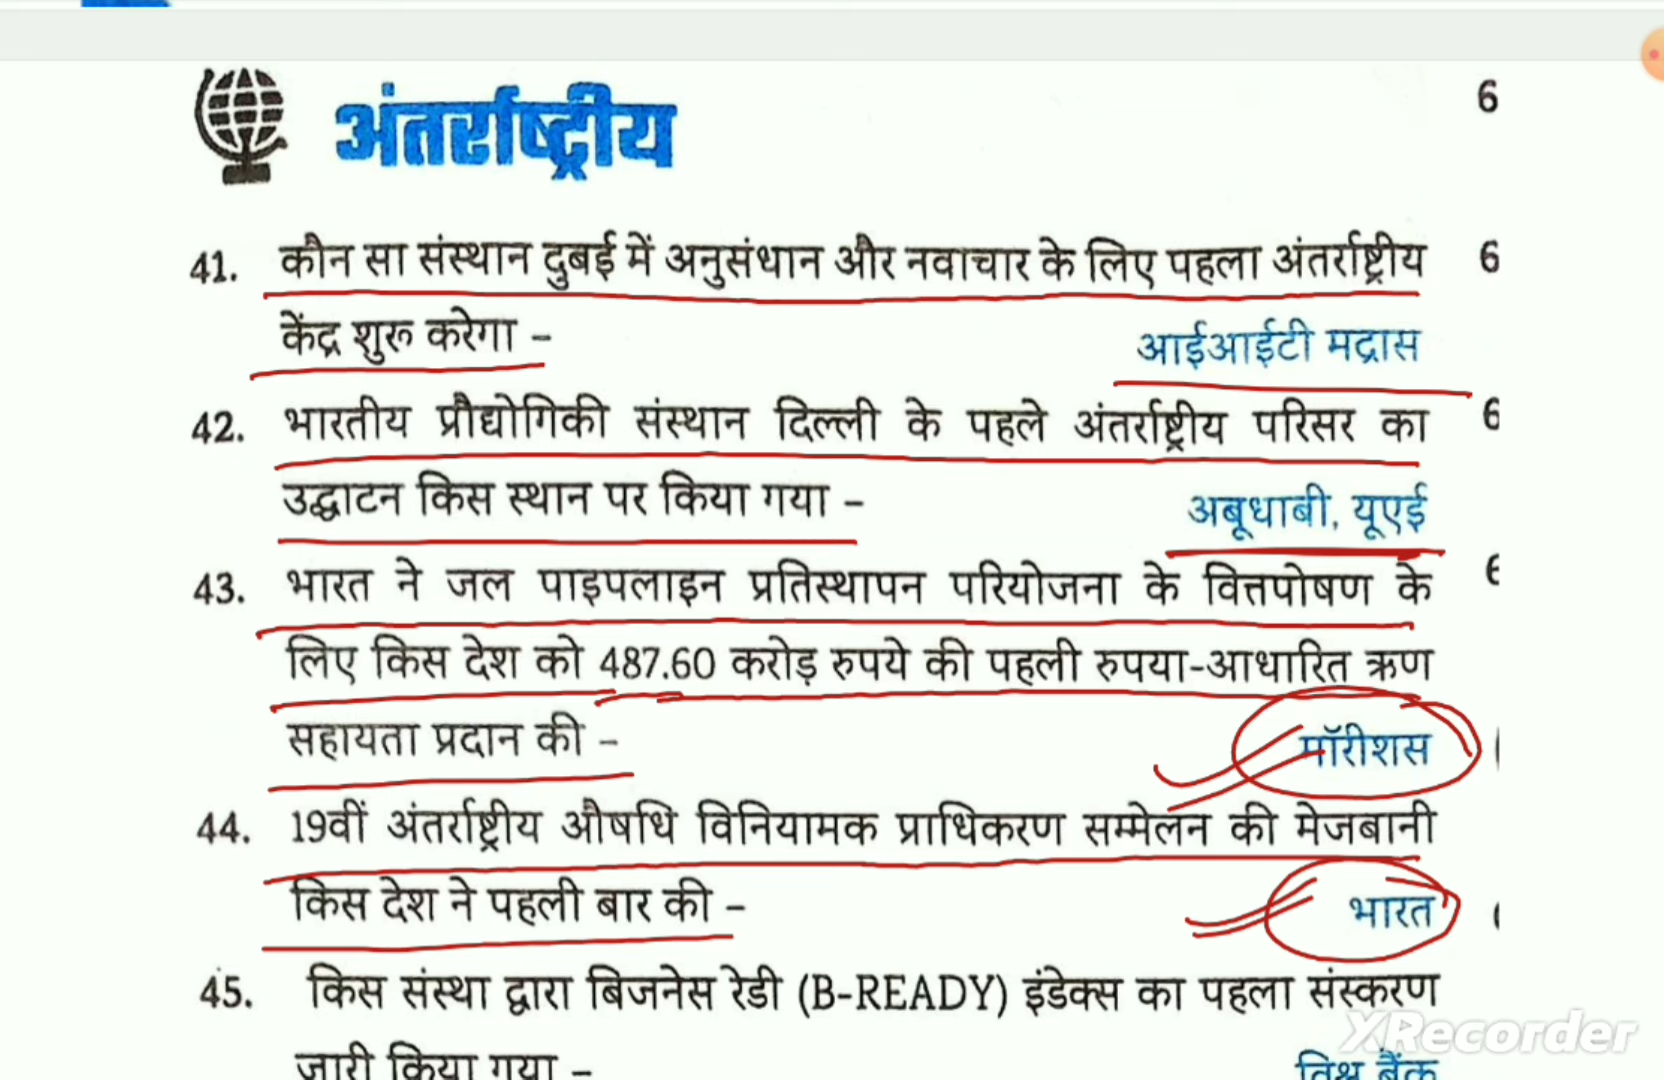 अंतर्राष्ट्रीय
6
41. कौन सा संस्थान दुबई में अनुसंधान और नवाचार के लिए पहला अंतर्राष्ट्रीय
6
केंद्र शुरू करेगा – आईआईटी मद्रास
42. भारतीय प्रौद्योगिकी संस्थान दिल्ली के पहले अंतर्राष्ट्रीय परिसर का
6
उद्घाटन किस स्थान पर किया गया – अबूधाबी, यूएई
43. भारत ने जल पाइपलाइन प्रतिस्थापन परियोजना के वित्तपोषण के
लिए किस देश को 487.60 करोड़ रुपये की पहली रुपया-आधारित ऋण
सहायता प्रदान की – मॉरीशस
44. 19वीं अंतर्राष्ट्रीय औषधि विनियामक प्राधिकरण सम्मेलन की मेजबानी
किस देश ने पहली बार की – भारत
45. किस संस्था द्वारा बिजनेस रेडी (B-READY) इंडेक्स का पहला संस्करण
जारी किया गया – विश्व बैंक
XRecorder